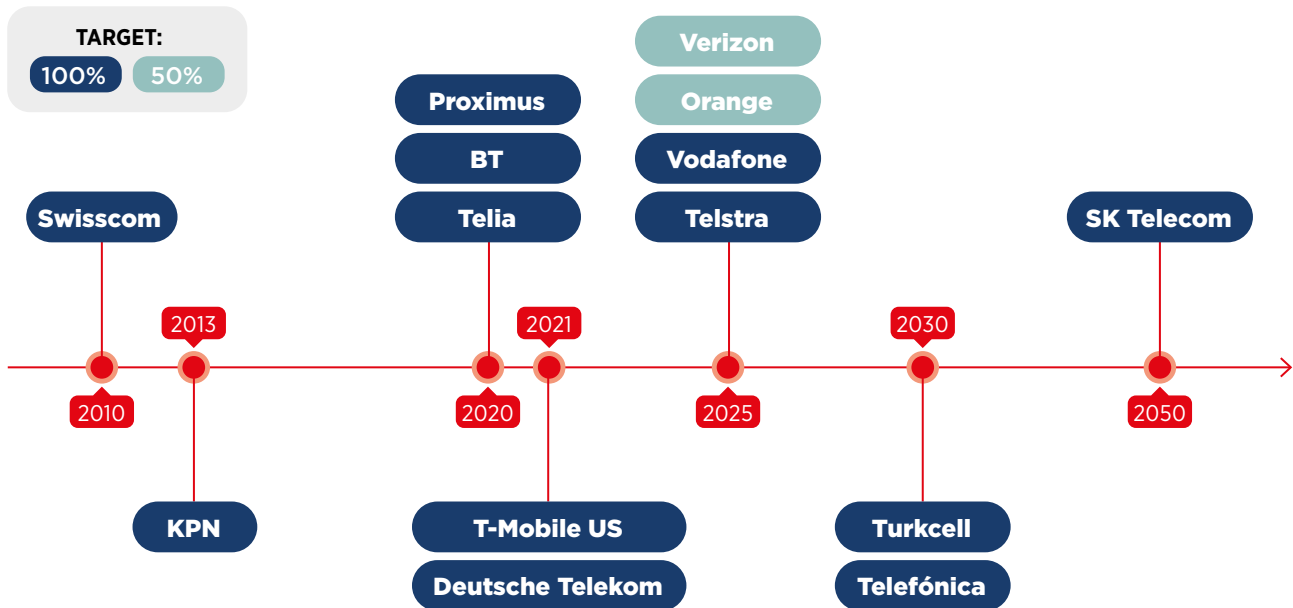 TARGET:
100% 50%
Verizon
Orange
Proximus
BT
Vodafone
Swisscom
Telia
Telstra
SK Telecom
2013
2021
2030
2010
2020
2025
2050
KPN
T-Mobile US
Turkcell
Deutsche Telekom
Telefónica